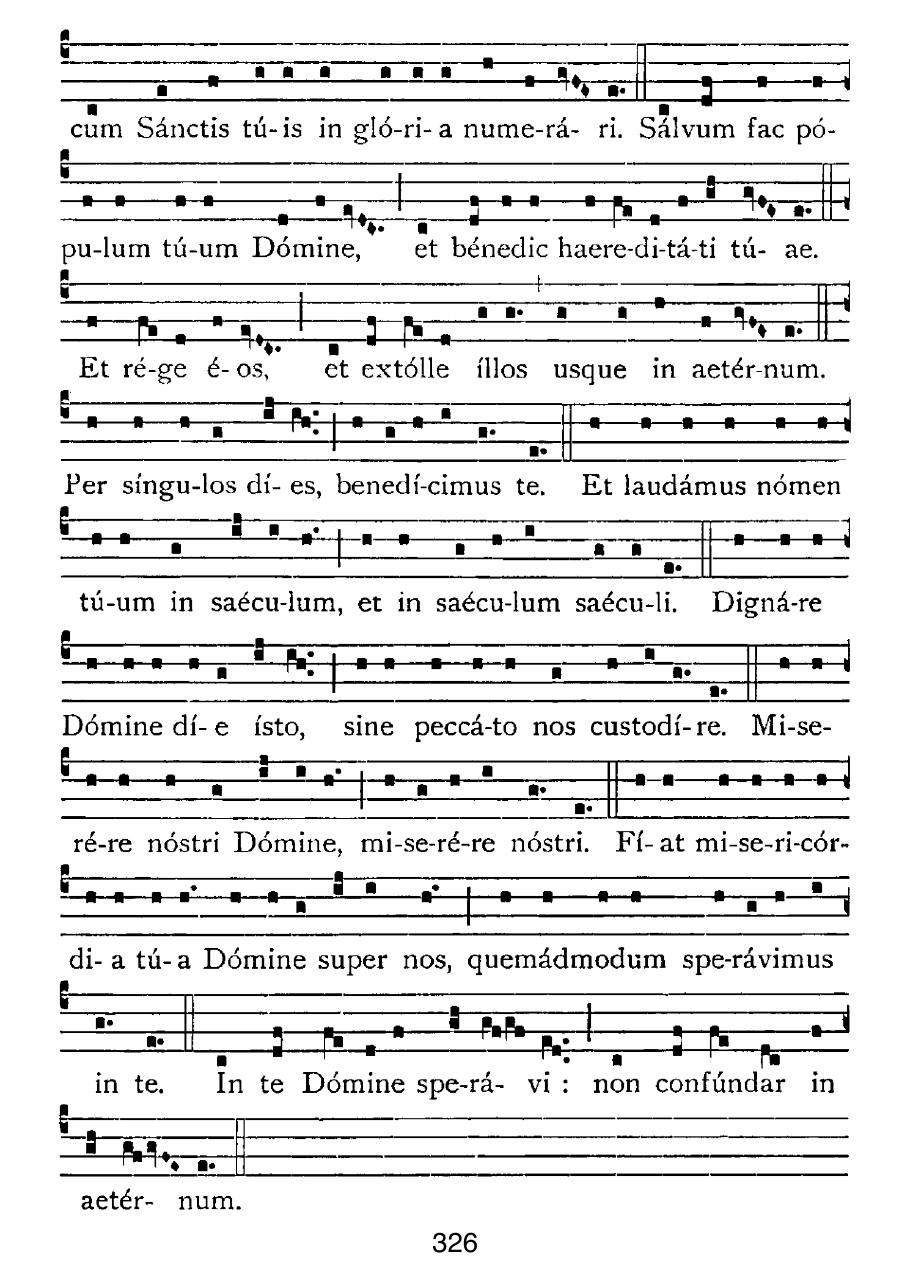 cum Sánctis tú-is in gló-ri-a nume-rá- ri. Sálvum fac pó-
pu-lum tú-um Dómine, et bénedic haere-di-tá-ti tú- ae.
Et ré-ge é-os, et extólle íllos usque in aetér-num.
Per síngu-los dí- es, benedí-cimus te. Et laudámus nómen
tú-um in saécu-lum, et in saécu-lum saécu-li. Digná-re
Dómine dí-e ísto, sine peccá-to nos custodí-re. Mi-se-
ré-re nóstri Dómine, mi-se-ré-re nóstri. Fí-at mi-se-ri-cór-
di-a tú-a Dómine super nos, quemádmodum spe-rávimus
in te. In te Dómine spe-rá- vi : non confúndar in
aetér- num.
326